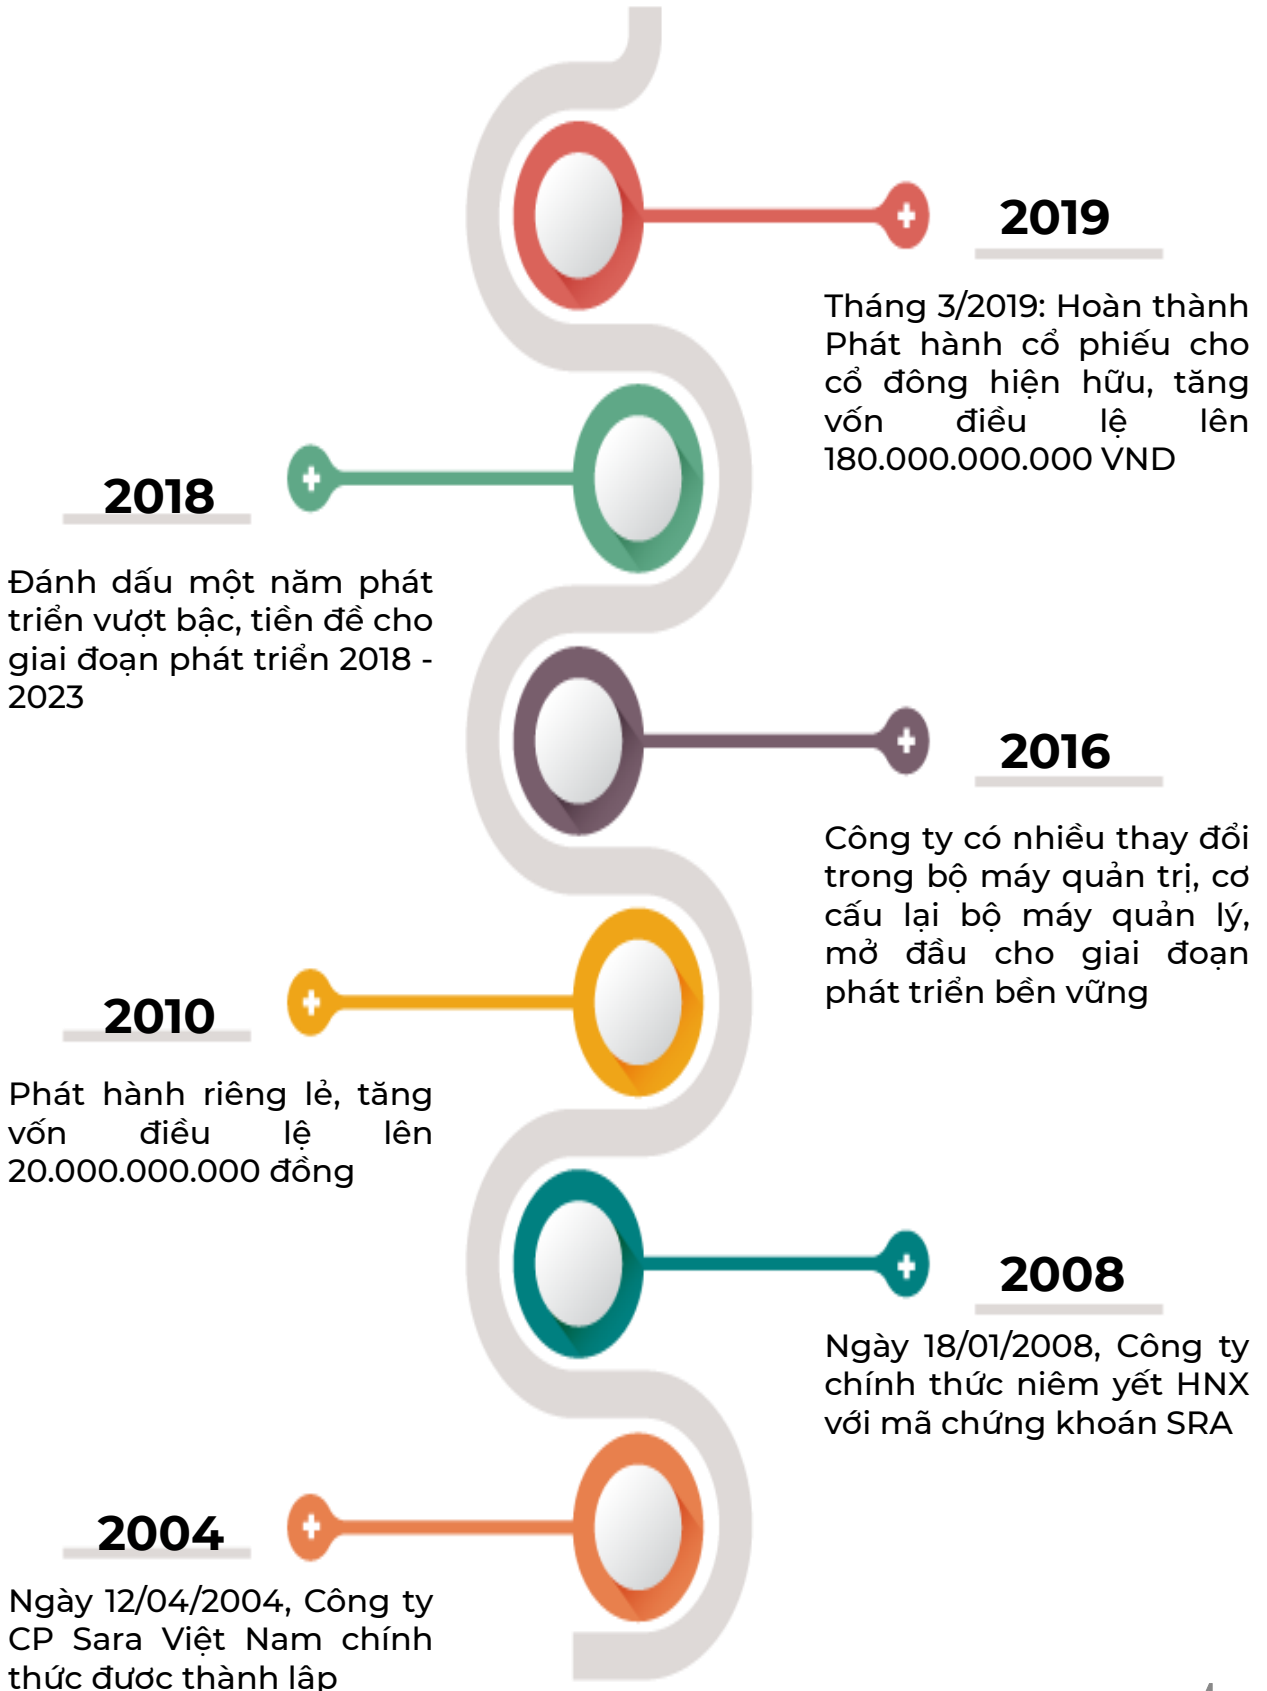 2019
Tháng 3/2019: Hoàn thành
Phát hành cổ phiếu cho
cổ đông hiện hữu, tăng
vốn điều lệ lên
180.000.000.000 VND
2018
Đánh dấu một năm phát
triển vượt bậc, tiền đề cho
giai đoạn phát triển 2018 -
2023
2016
Công ty có nhiều thay đổi
trong bộ máy quản trị, cơ
cấu lại bộ máy quản lý,
mở đầu cho giai đoạn
phát triển bền vững
2010
Phát hành riêng lẻ, tăng
vốn điều lệ lên
20.000.000.000 đồng
2008
Ngày 18/01/2008, Công ty
chính thức niêm yết HNX
với mã chứng khoán SRA
2004
Ngày 12/04/2004, Công ty
CP Sara Việt Nam chính
thức được thành lập